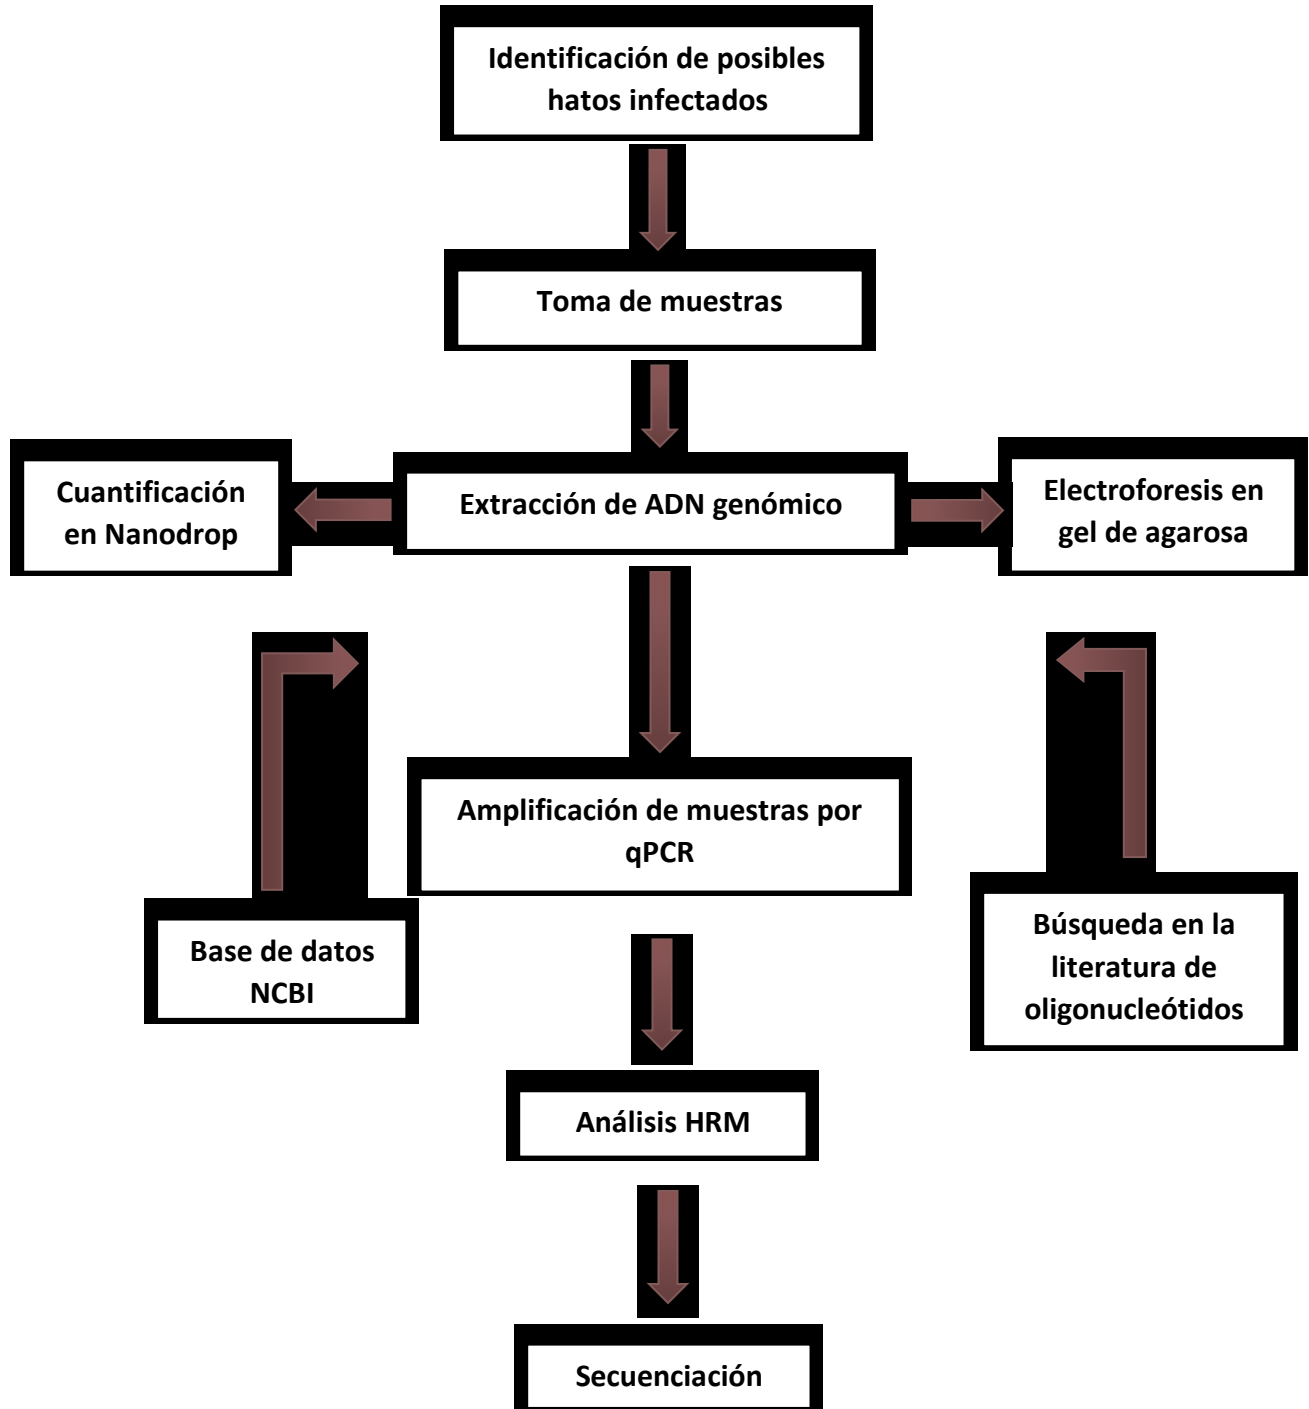 Identificación de posibles
hatos infectados
Toma de muestras
Cuantificación
en Nanodrop
Extracción de ADN genómico
Electroforesis en
gel de agarosa
Amplificación de muestras por
qPCR
Base de datos
NCBI
Búsqueda en la
literatura de
oligonucleótidos
Análisis HRM
Secuenciación